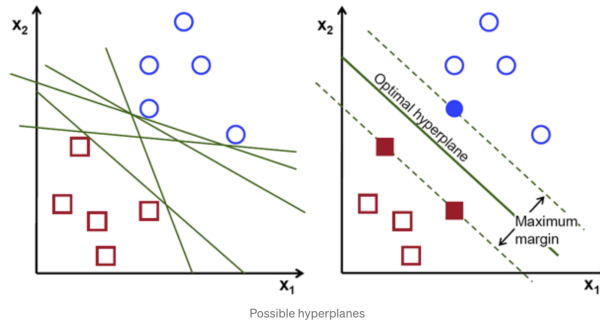 x2
x1
x2
Optimal hyperplane
Maximum
margin
x1
Possible hyperplanes